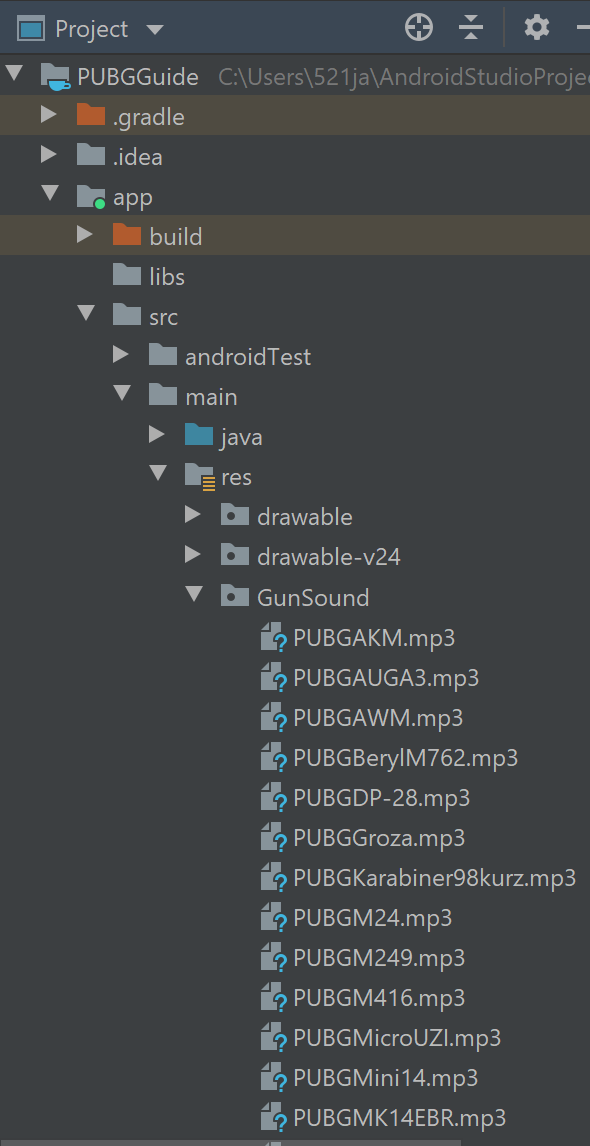 Project
PUBGGuide C:\Users\521ja\AndroidStudioProje
.gradle
.idea
app
build
libs
src
androidTest
main
java
res
drawable
drawable-v24
GunSound
PUBGAKM.mp3
PUBGAUGA3.mp3
PUBGAWM.mp3
PUBGBerylM762.mp3
PUBGDP-28.mp3
PUBGGroza.mp3
PUBGKarabiner98kurz.mp3
PUBGM24.mp3
PUBGM249.mp3
PUBGM416.mp3
PUBGMicroUZI.mp3
PUBGMini14.mp3
PUBGMK14EBR.mp3